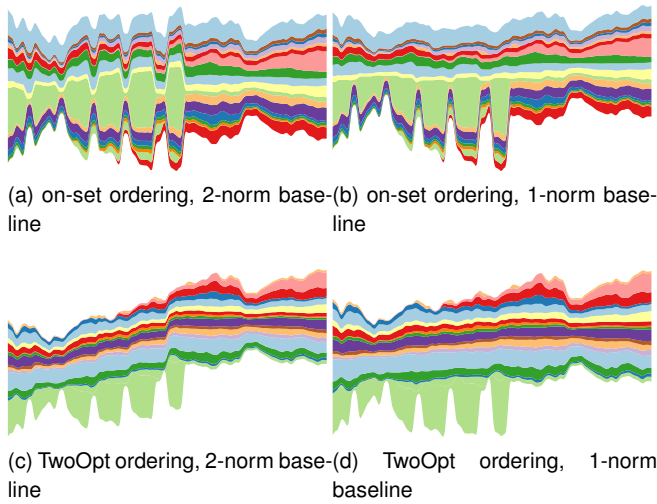 (a) on-set ordering, 2-norm base-
line
(b) on-set ordering, 1-norm base-
line
(c) TwoOpt ordering, 2-norm base-
line
(d) TwoOpt ordering, 1-norm
baseline